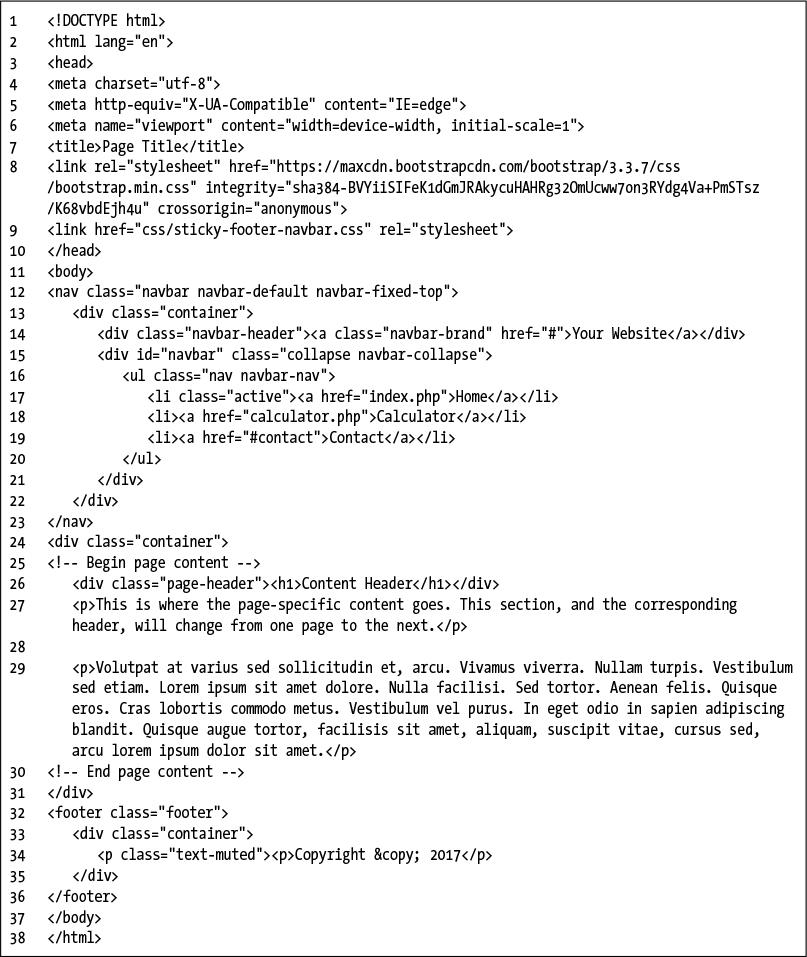 1 <!DOCTYPE html>
2 <html lang="en">
3 <head>
4 <meta charset="utf-8">
5 <meta http-equiv="X-UA-Compatible" content="IE=edge">
6 <meta name="viewport" content="width=device-width, initial-scale=1">
7 <title>Page Title</title>
8 <link rel="stylesheet" href="https://maxcdn.bootstrapcdn.com/bootstrap/3.3.7/css
/bootstrap.min.css" integrity="sha384-BVYiiSIFeK1dGmJRAkycuHAHRg32OmUcww7on3RYdg4Va+PmSTsz
/K68vbdEjh4u" crossorigin="anonymous">
9 <link href="css/sticky-footer-navbar.css" rel="stylesheet">
10 </head>
11 <body>
12 <nav class="navbar navbar-default navbar-fixed-top">
13 <div class="container">
14 <div class="navbar-header"><a class="navbar-brand" href="#">Your Website</a></div>
15 <div id="navbar" class="collapse navbar-collapse">
16 <ul class="nav navbar-nav">
17 <li class="active"><a href="index.php">Home</a></li>
18 <li><a href="calculator.php">Calculator</a></li>
19 <li><a href="#contact">Contact</a></li>
20 </ul>
21 </div>
22 </div>
23 </nav>
24 <div class="container">
25 <!-- Begin page content -->
26 <div class="page-header"><h1>Content Header</h1></div>
27 <p>This is where the page-specific content goes. This section, and the corresponding
header, will change from one page to the next.</p>
28
29 <p>Volutpat at varius sed sollicitudin et, arcu. Vivamus viverra. Nullam turpis. Vestibulum
sed etiam. Lorem ipsum sit amet dolore. Nulla facilisi. Sed tortor. Aenean felis. Quisque
eros. Cras lobortis commodo metus. Vestibulum vel purus. In eget odio in sapien adipiscing
blandit. Quisque augue tortor, facilisis sit amet, aliquam, suscipit vitae, cursus sed,
arcu lorem ipsum dolor sit amet.</p>
30 <!-- End page content -->
31 </div>
32 <footer class="footer">
33 <div class="container">
34 <p class="text-muted"><p>Copyright &copy; 2017</p>
35 </div>
36 </footer>
37 </body>
38 </html>